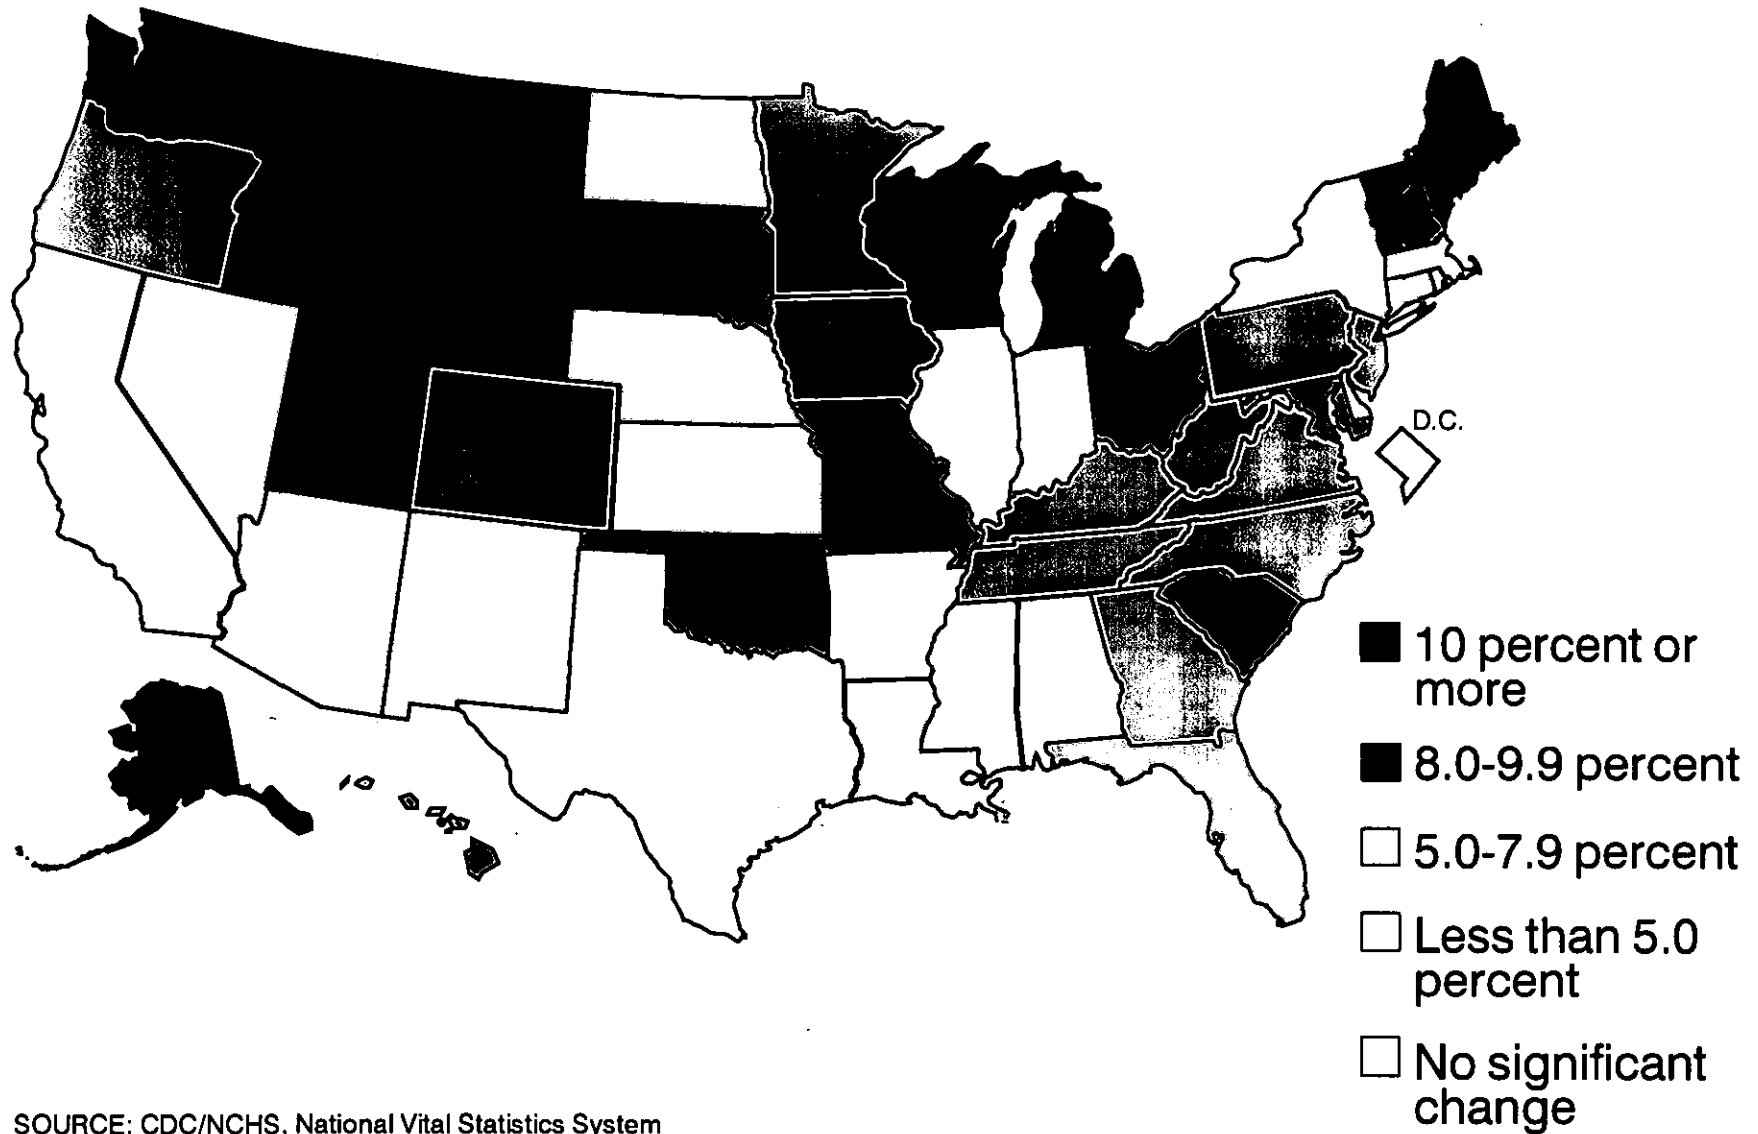 D.C.
10 percent or
more
8.0-9.9 percent
5.0-7.9 percent
Less than 5.0
percent
No significant
change
SOURCE: CDC/NCHS, National Vital Statistics System